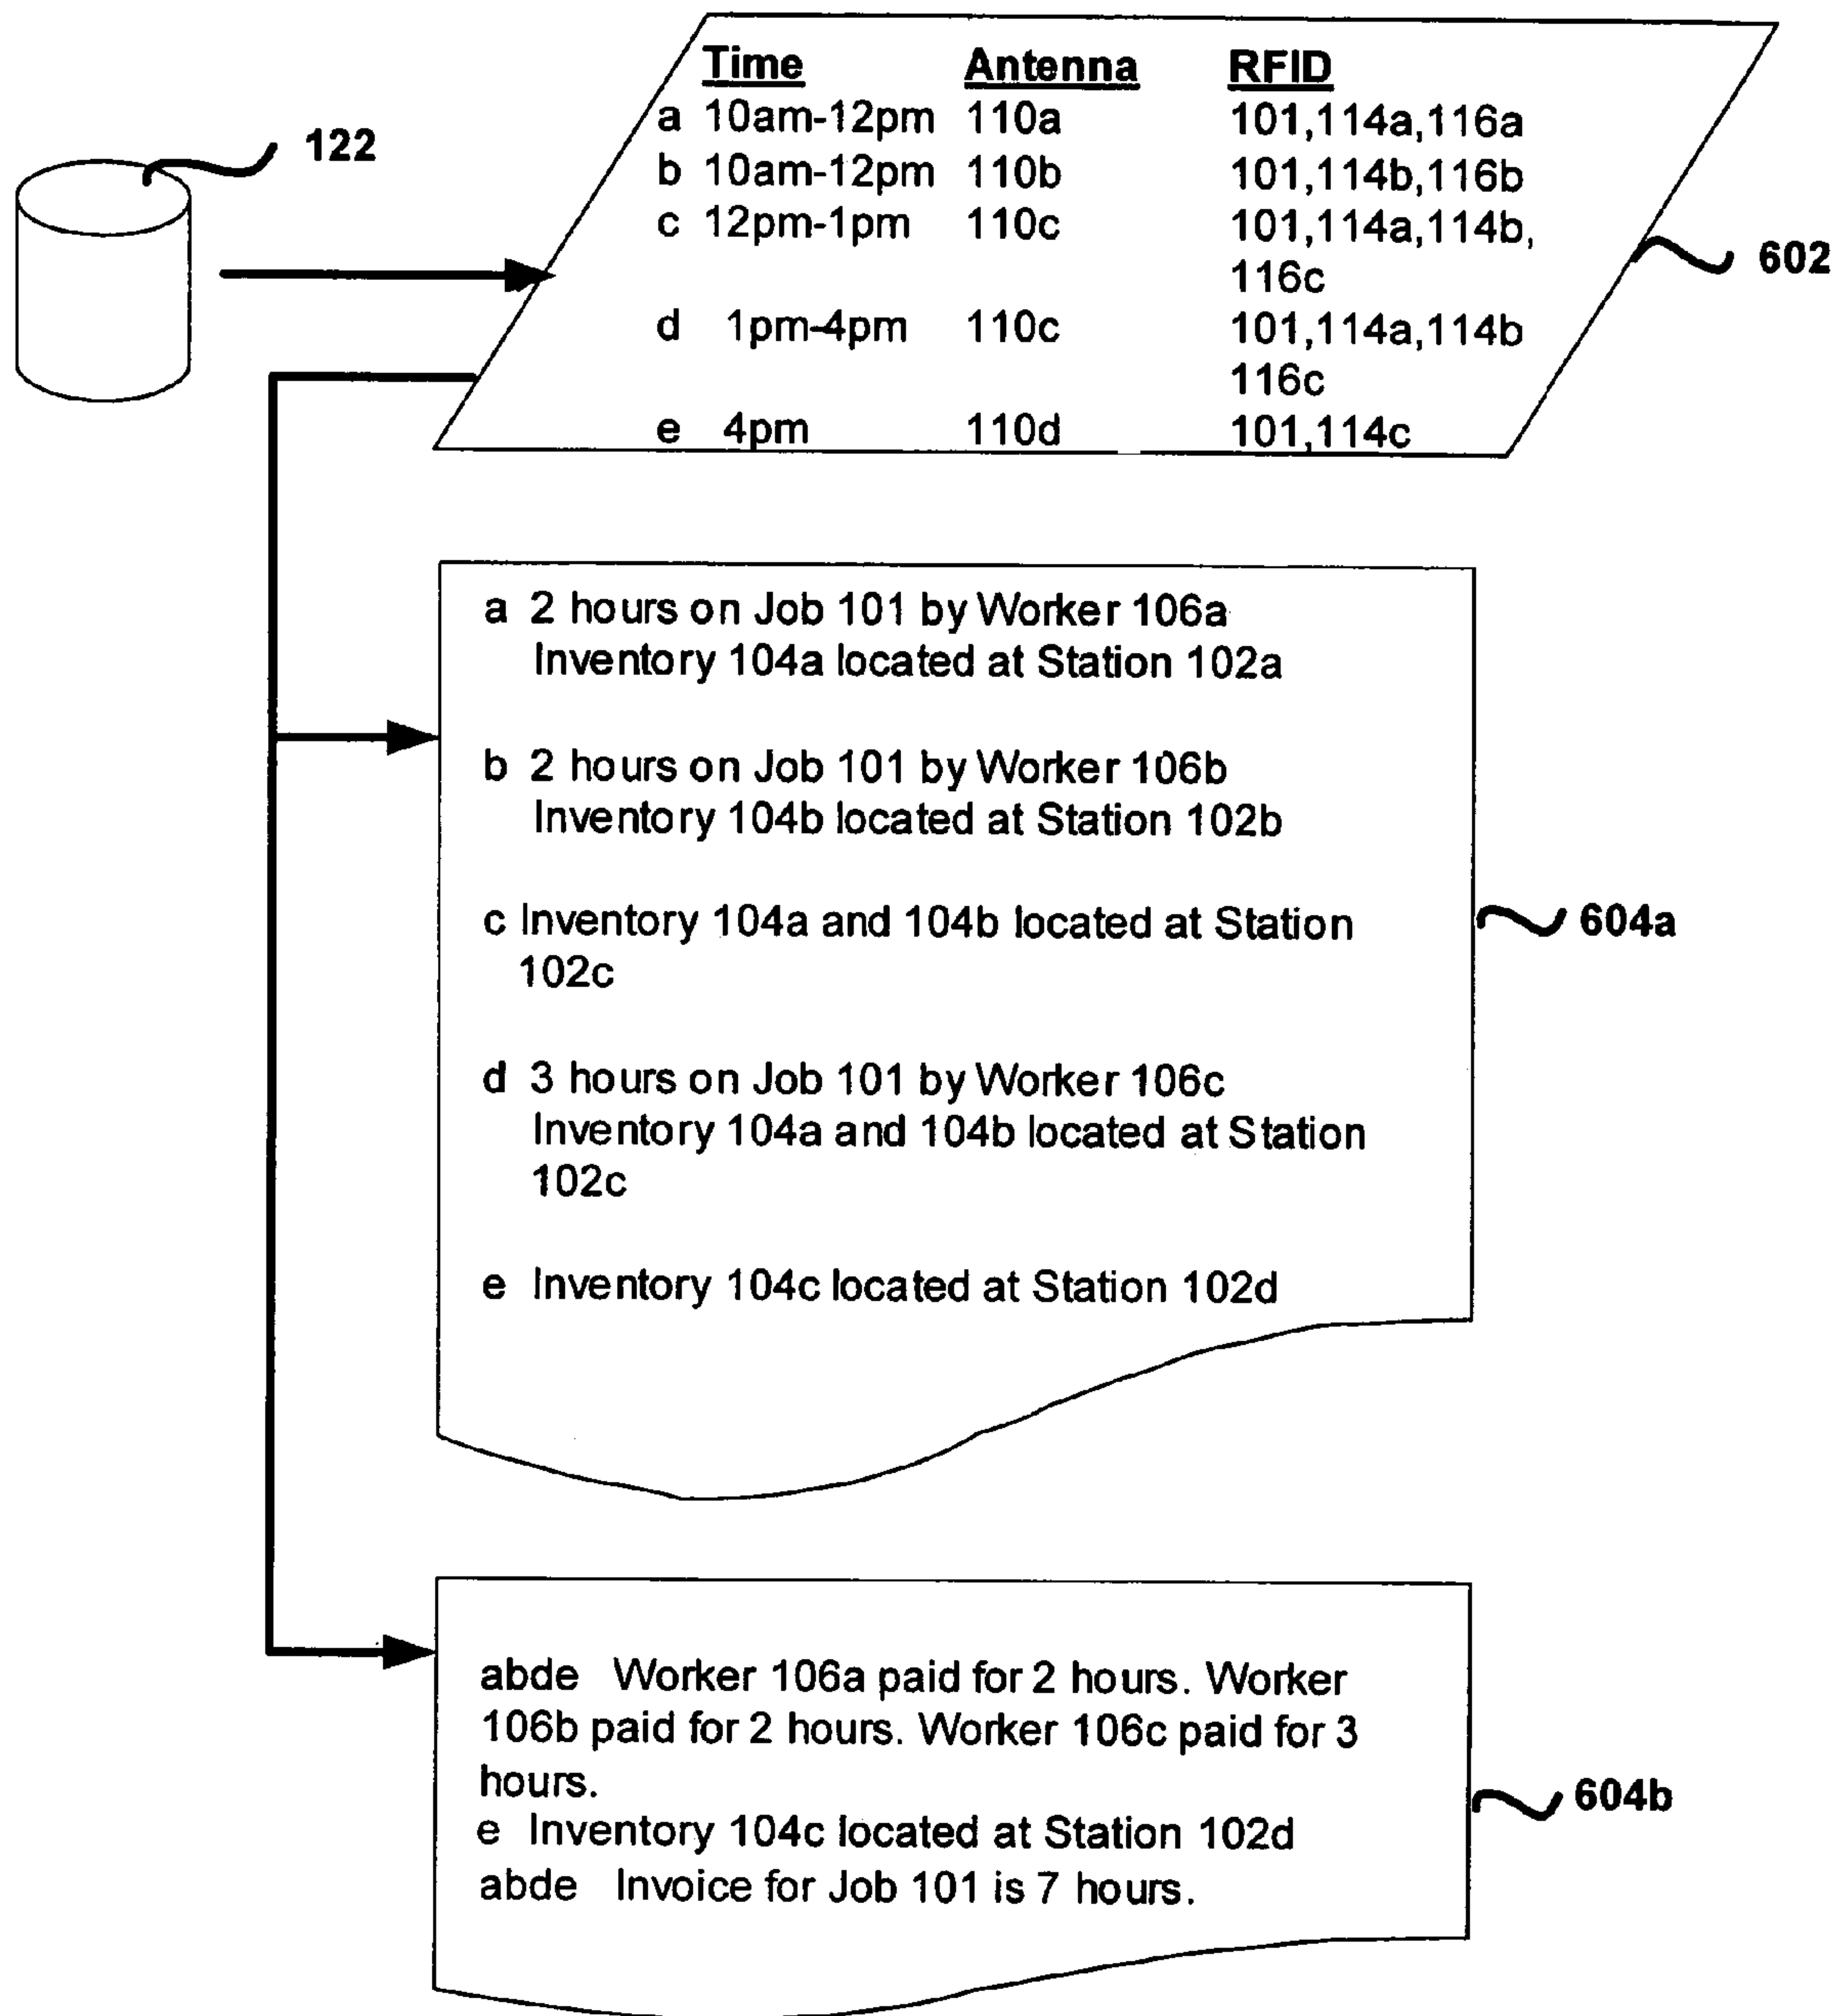 Time Antenna RFID
a 10am-12pm 110a 101,114a,116a
b 10am-12pm 110b 101,114b,116b
c 12pm-1pm 110c 101,114a,114b,
116c
d 1pm-4pm 110c 101,114a,114b
116c
e 4pm 110d 101,114c
122
602
a 2 hours on Job 101 by Worker 106a
Inventory 104a located at Station 102a
b 2 hours on Job 101 by Worker 106b
Inventory 104b located at Station 102b
c Inventory 104a and 104b located at Station
102c
d 3 hours on Job 101 by Worker 106c
Inventory 104a and 104b located at Station
102c
e Inventory 104c located at Station 102d
604a
abde Worker 106a paid for 2 hours. Worker
106b paid for 2 hours. Worker 106c paid for 3
hours.
e Inventory 104c located at Station 102d
abde Invoice for Job 101 is 7 hours.
604b